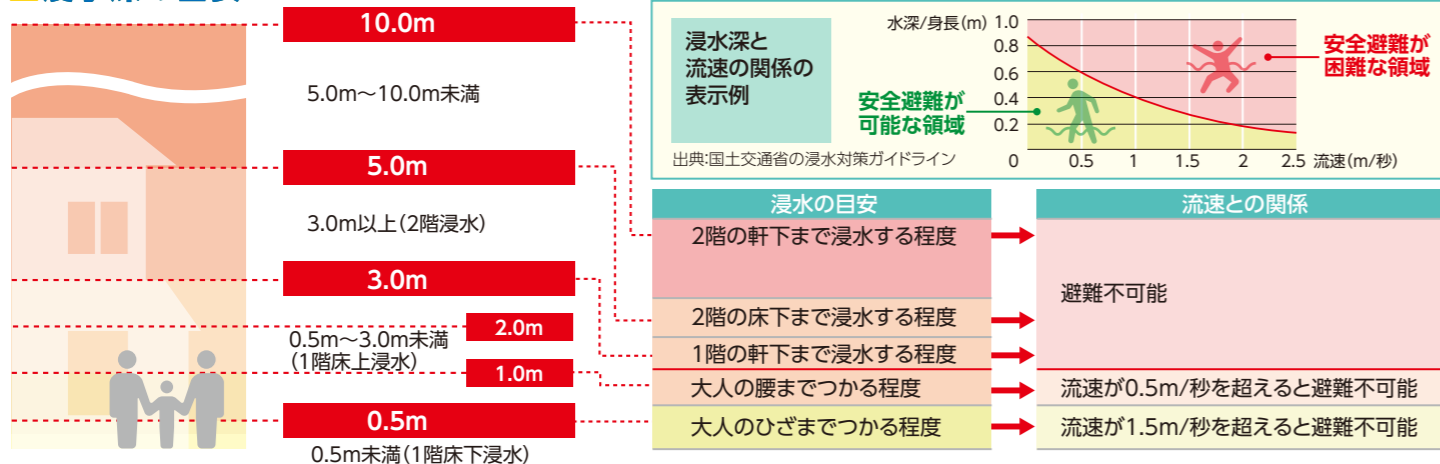 10.0m
5.0m～10.0m未満
5.0m
3.0m以上(2階浸水)
3.0m
2.0m
0.5m～3.0m未満
(1階床上浸水)
1.0m
0.5m
0.5m未満(1階床下浸水)
浸水深と
流速の関係の
表示例
出典:国土交通省の浸水対策ガイドライン
水深/身長(m)
1.0
0.8
0.6
0.4
0.2
0
0.5
1
1.5
2
2.5
流速(m/秒)
安全避難が
可能な領域
安全避難が
困難な領域
浸水の目安
流速との関係
2階の軒下まで浸水する程度
避難不可能
2階の床下まで浸水する程度
1階の軒下まで浸水する程度
大人の腰までつかる程度
流速が0.5m/秒を超えると避難不可能
大人のひざまでつかる程度
流速が1.5m/秒を超えると避難不可能